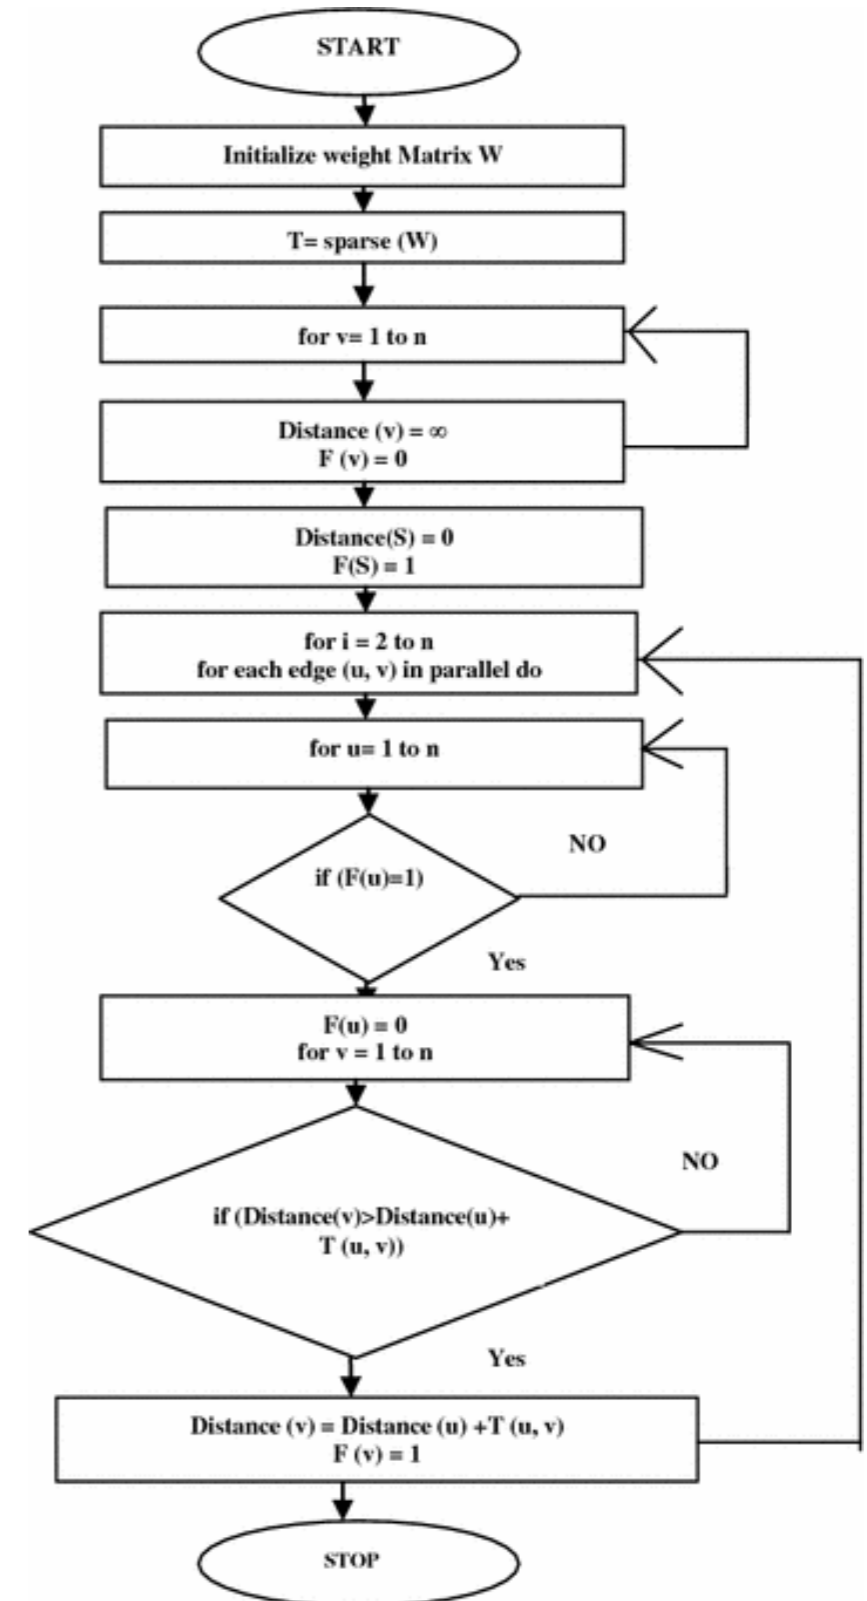 START
Initialize weight Matrix W
T= sparse (W)
for v= 1 to n
Distance (v) = ∞
F (v) = 0
Distance(S) = 0
F(S) = 1
for i = 2 to n
for each edge (u, v) in parallel do
for u= 1 to n
NO
if (F(u)=1)
Yes
F(u) = 0
for v = 1 to n
NO
if (Distance(v)>Distance(u)+
T (u, v))
Yes
Distance (v) = Distance (u) +T (u, v)
F (v) = 1
STOP